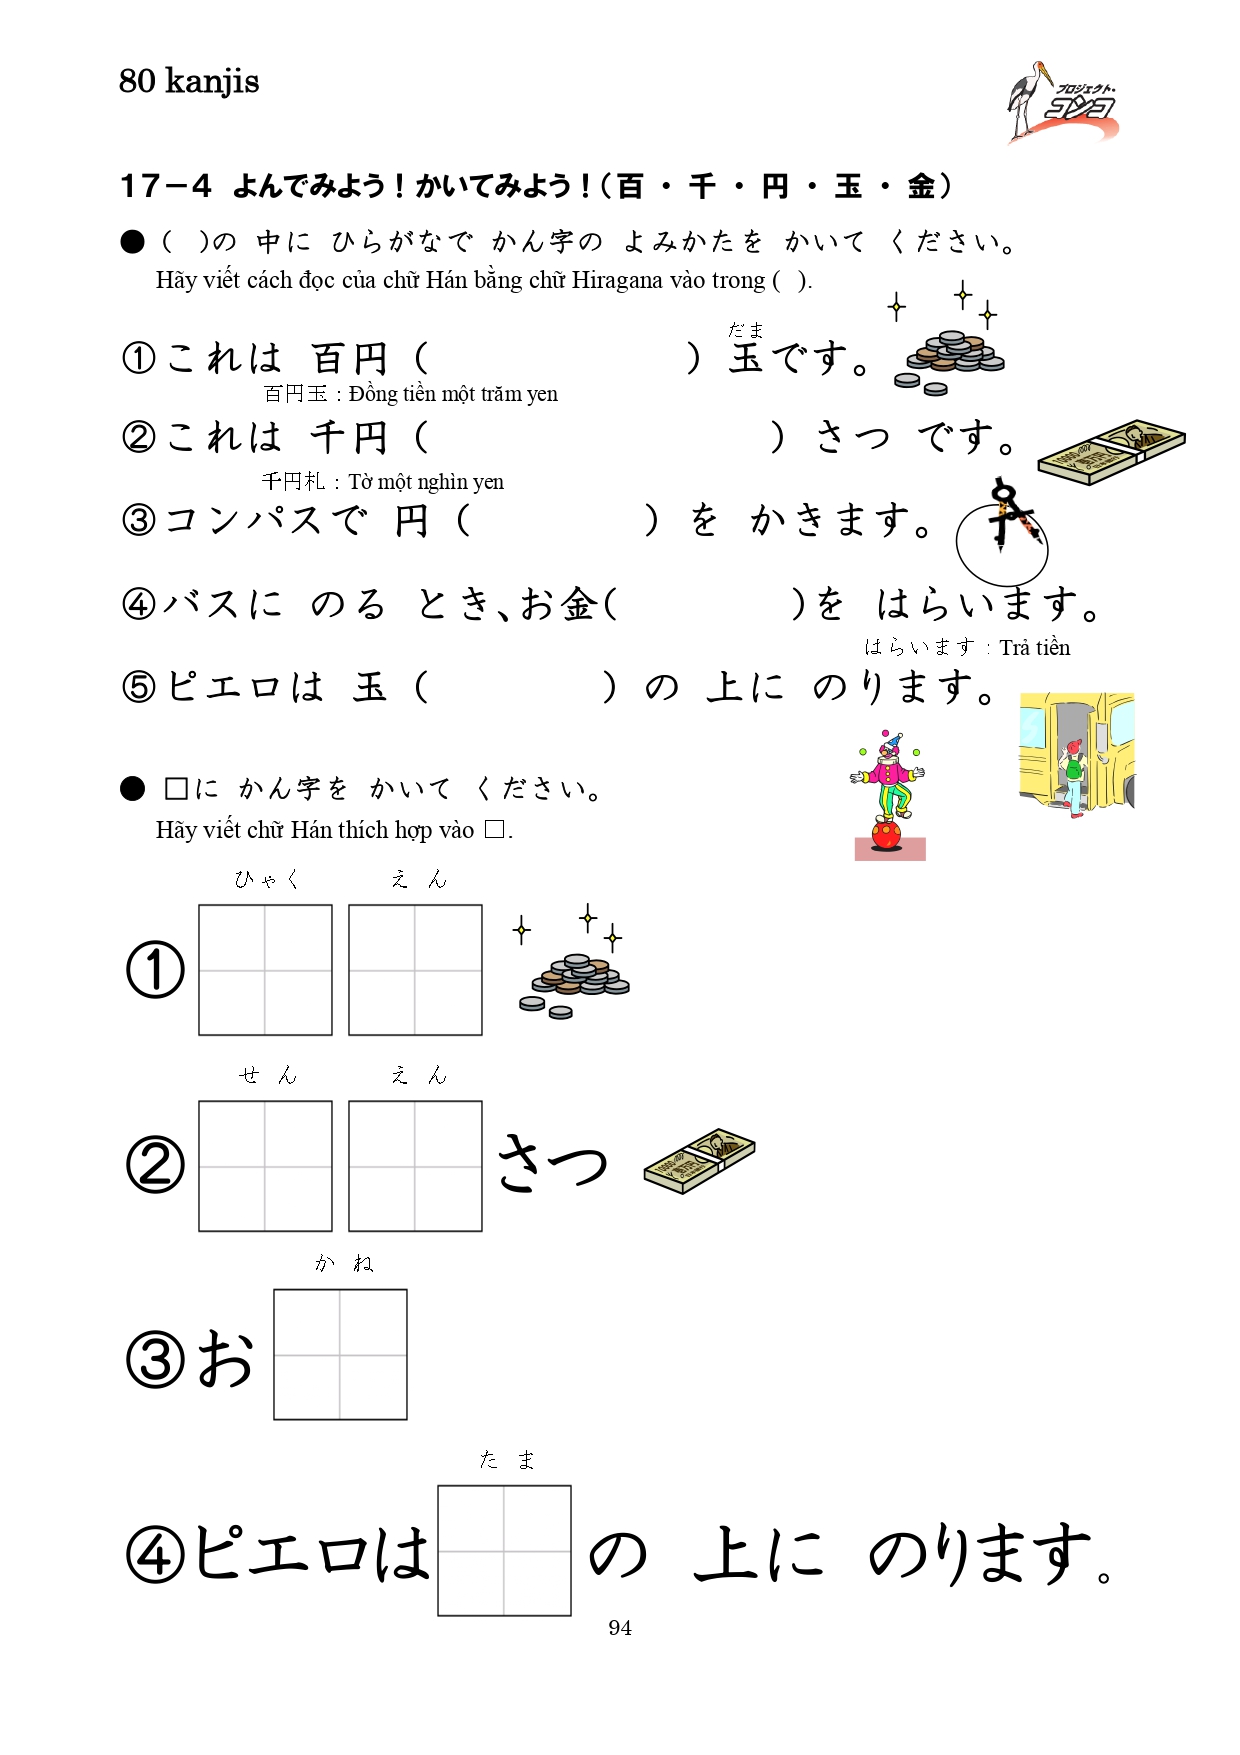 80 kanjis
プロジェクト・
コンコ
17－4 よんでみよう！かいてみよう！（百 ・ 千 ・ 円 ・ 玉 ・ 金）
● （ ）の 中に ひらがなで かん字の よみかたを かいて ください。
Hãy viết cách đọc của chữ Hán bằng chữ Hiragana vào trong ( ).
だま
①これは 百円（ ）玉です。
百円玉：Đồng tiền một trăm yen
②これは 千円（ ）さつ です。
千円札：Tờ một nghìn yen
③コンパスで 円（ ）を かきます。
④バスに のる とき、お金（ ）を はらいます。
はらいます：Trả tiền
⑤ピエロは 玉（ ）の 上に のります。
● □に かん字を かいて ください。
Hãy viết chữ Hán thích hợp vào □.
ひゃく えん
①
せん えん
② さつ
かね
③お
たま
④ピエロは の 上に のります。
94